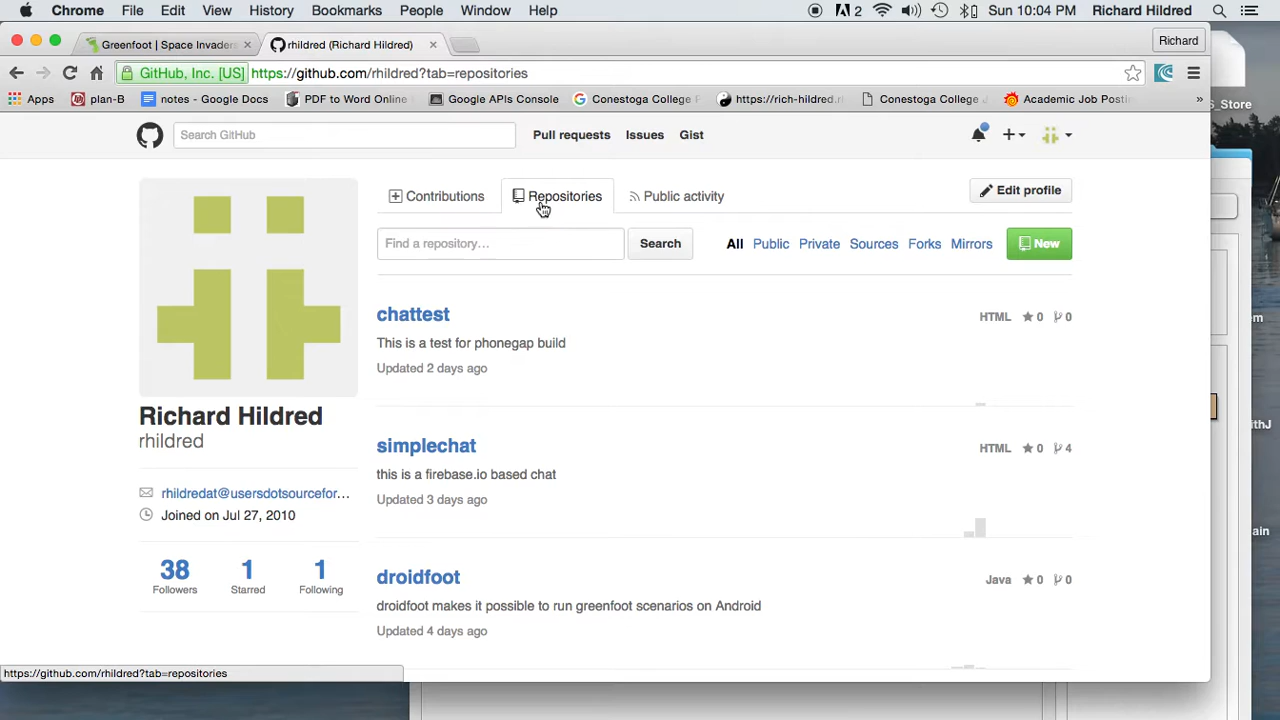 Chrome File Edit View History Bookmarks People Window Help 2 Sun 10:04 PM Richard Hildred
Greenfoot | Space Invaders rhildred (Richard Hildred) Richard
GitHub, Inc. [US] https://github.com/rhildred?tab=repositories
Apps plan-B notes - Google Docs PDF to Word Online Google APIs Console Conestoga College https://rich-hildred. Conestoga College Academic Job Postin »
_Store
Search GitHub Pull requests Issues Gist
Contributions Repositories Public activity Edit profile
Find a repository… Search All Public Private Sources Forks Mirrors New
chattest HTML 0 0
This is a test for phonegap build
Updated 2 days ago
Richard Hildred
rhildred
simplechat HTML 0 4
this is a firebase.io based chat
Updated 3 days ago
rhildredat@usersdotsourcefor…
Joined on Jul 27, 2010
38 1 1
Followers Starred Following
droidfoot Java 0 0
droidfoot makes it possible to run greenfoot scenarios on Android
Updated 4 days ago
https://github.com/rhildred?tab=repositories